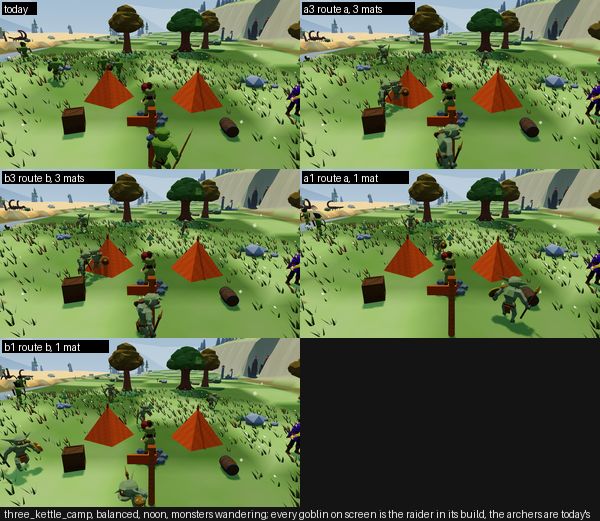 today
a3 route a, 3 mats
b3 route b, 3 mats
a1 route a, 1 mat
b1 route b, 1 mat
three_kettle_camp, balanced, noon, monsters wandering; every goblin on screen is the raider in its build, the archers are today's